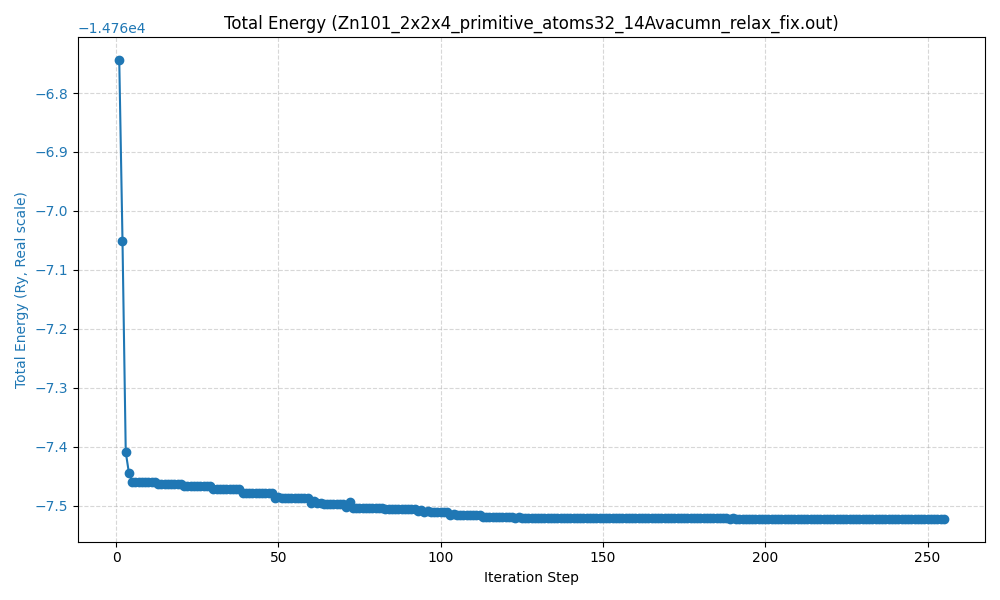 Total Energy (Zn101_2x2x4_primitive_atoms32_14Avacumn_relax_fix.out)
−1.476e4
−6.8
−6.9
−7.0
−7.1
−7.2
−7.3
−7.4
−7.5
Total Energy (Ry, Real scale)
0 50 100 150 200 250
Iteration Step